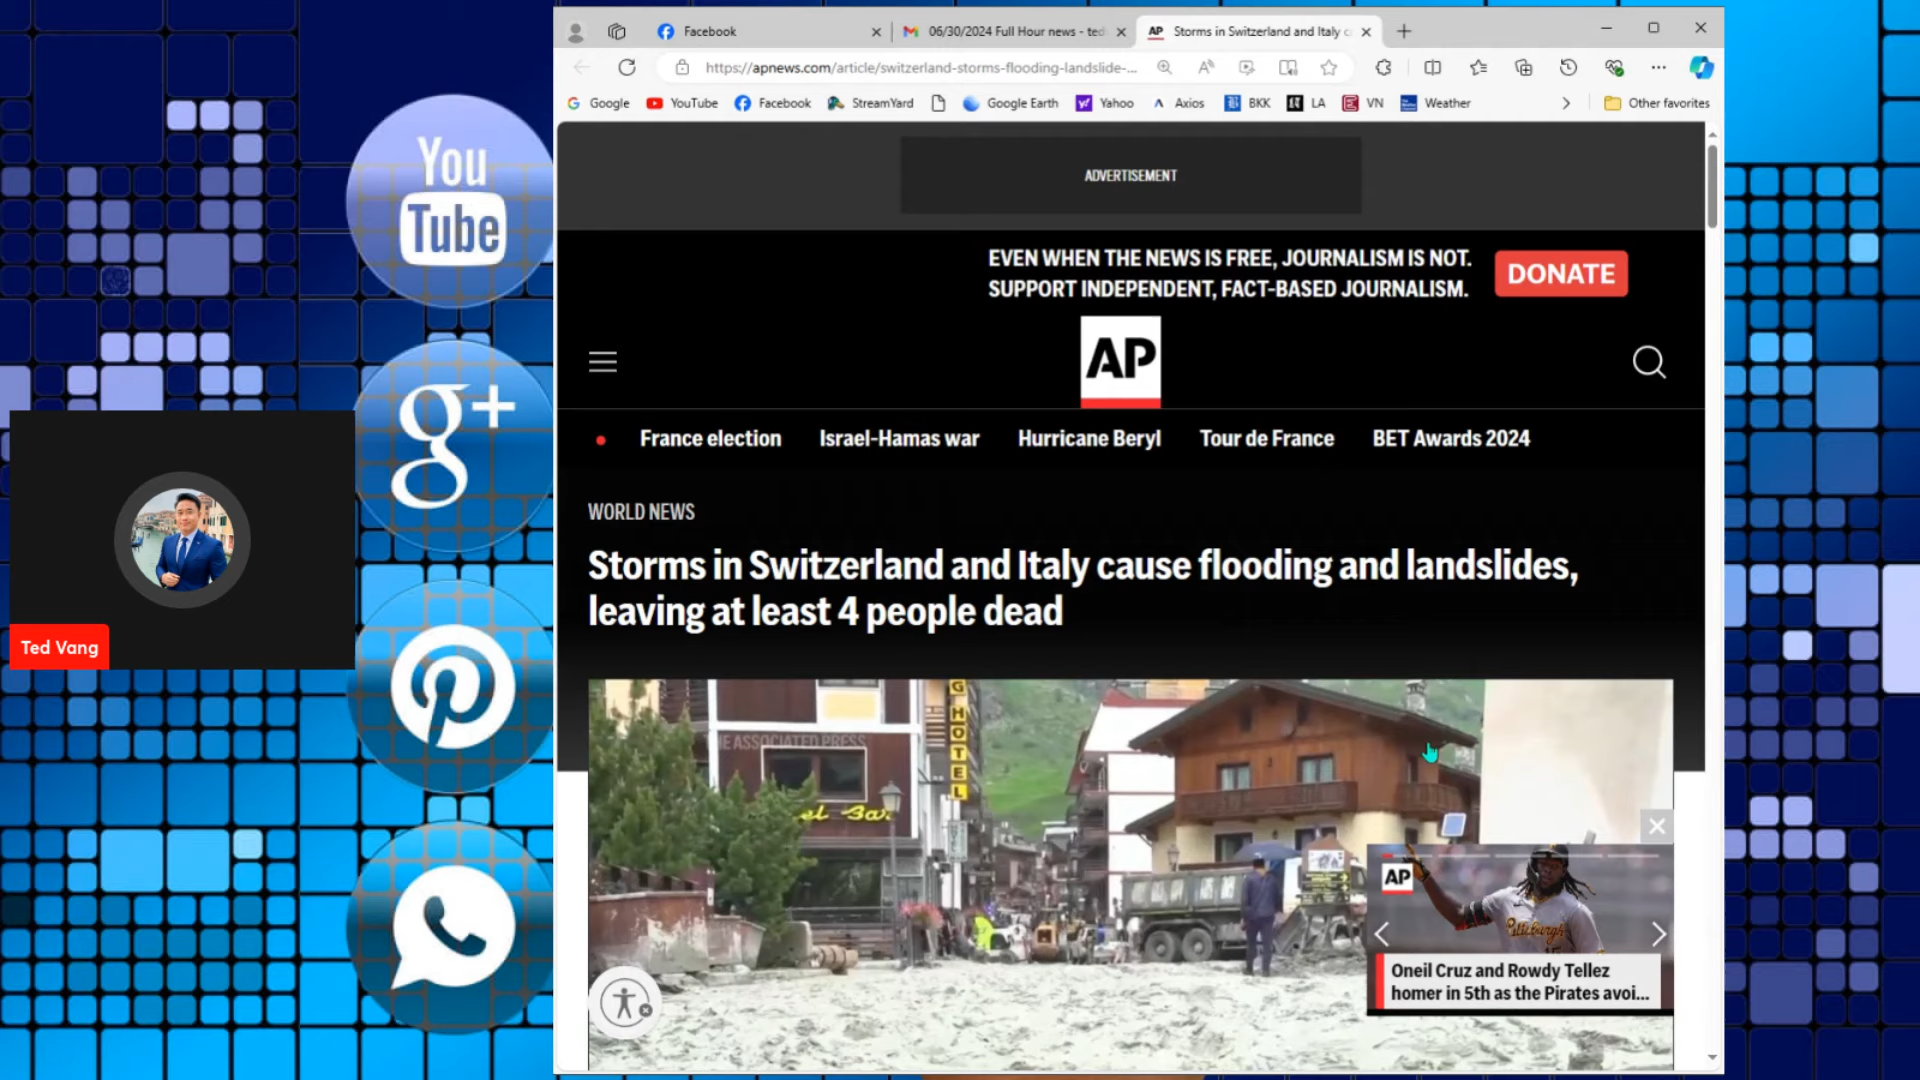 Facebook
06/30/2024 Full Hour news - ted
Storms in Switzerland and Italy c
https://apnews.com/article/switzerland-storms-flooding-landslide-...
Google
YouTube
Facebook
StreamYard
Google Earth
Yahoo
Axios
BKK
LA
VN
Weather
Other favorites
You
Tube
g+
ADVERTISEMENT
EVEN WHEN THE NEWS IS FREE, JOURNALISM IS NOT.
SUPPORT INDEPENDENT, FACT-BASED JOURNALISM.
DONATE
AP
France election
Israel-Hamas war
Hurricane Beryl
Tour de France
BET Awards 2024
WORLD NEWS
Storms in Switzerland and Italy cause flooding and landslides,
leaving at least 4 people dead
Ted Vang
HOTEL
THE ASSOCIATED PRESS
Bar
AP
Pittsburgh
Oneil Cruz and Rowdy Tellez
homer in 5th as the Pirates avoi...